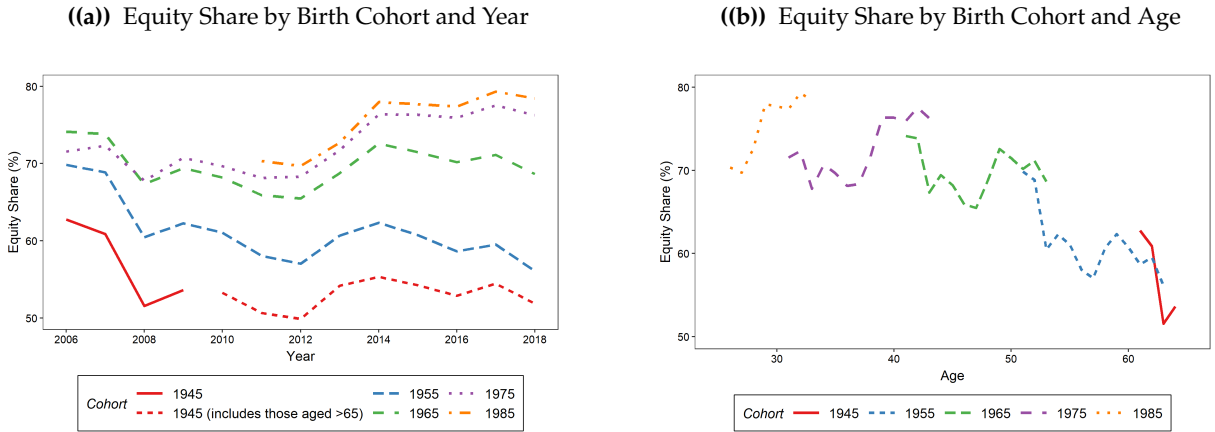 ((a)) Equity Share by Birth Cohort and Year
80
70
60
50
Equity Share (%)
2006 2008 2010 2012 2014 2016 2018
Year
Cohort
1945 1955 1975
1945 (includes those aged >65) 1965 1985
((b)) Equity Share by Birth Cohort and Age
80
70
60
50
Equity Share (%)
30 40 50 60
Age
Cohort 1945 1955 1965 1975 1985